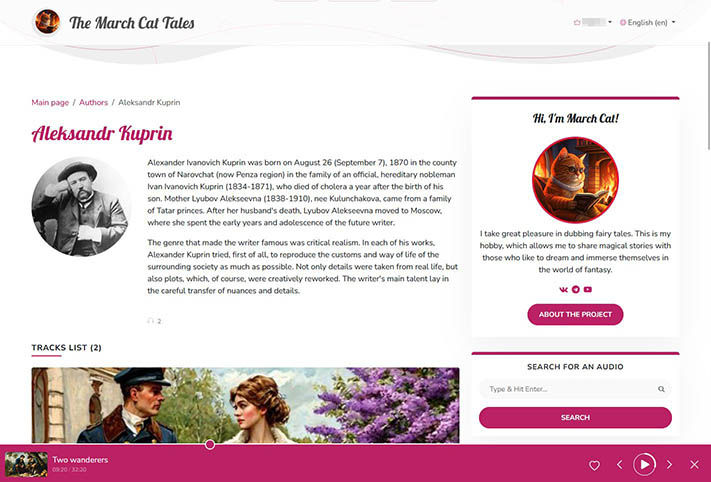 The March Cat Tales
English (en)
Main page / Authors / Aleksandr Kuprin
Aleksandr Kuprin
Alexander Ivanovich Kuprin was born on August 26 (September 7), 1870 in the county
town of Narovchat (now Penza region) in the family of an official, hereditary nobleman
Ivan Ivanovich Kuprin (1834-1871), who died of cholera a year after the birth of his
son. Mother Lyubov Alekseevna (1838-1910), nee Kulunchakova, came from a family
of Tatar princes. After her husband's death, Lyubov Alekseevna moved to Moscow,
where she spent the early years and adolescence of the future writer.
The genre that made the writer famous was critical realism. In each of his works,
Alexander Kuprin tried, first of all, to reproduce the customs and way of life of the
surrounding society as much as possible. Not only details were taken from real life, but
also plots, which, of course, were creatively reworked. The writer's main talent lay in
the careful transfer of nuances and details.
2
TRACKS LIST (2)
Hi, I'm March Cat!
I take great pleasure in dubbing fairy tales. This is my
hobby, which allows me to share magical stories with
those who like to dream and immerse themselves in
the world of fantasy.
ABOUT THE PROJECT
SEARCH FOR AN AUDIO
Type & Hit Enter...
SEARCH
Two wanderers
09:20 / 32:20